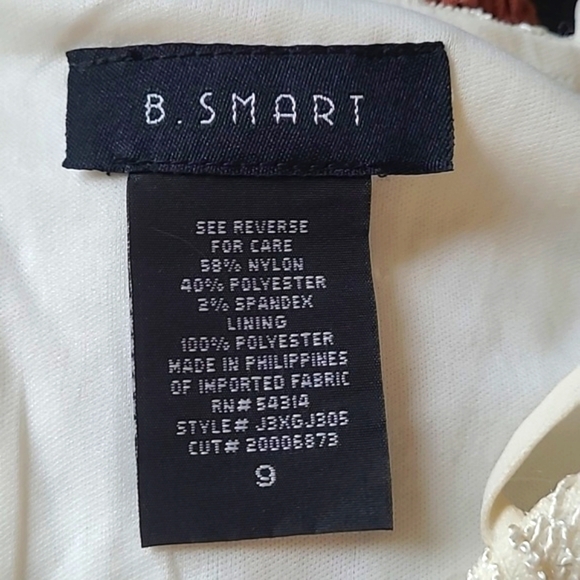 B. SMART
SEE REVERSE
FOR CARE
58% NYLON
40% POLYESTER
2% SPANDEX
LINING
100% POLYESTER
MADE IN PHILIPPINES
OF IMPORTED FABRIC
RN# 54314
STYLE# J3XGJ305
CUT# 20006873
9